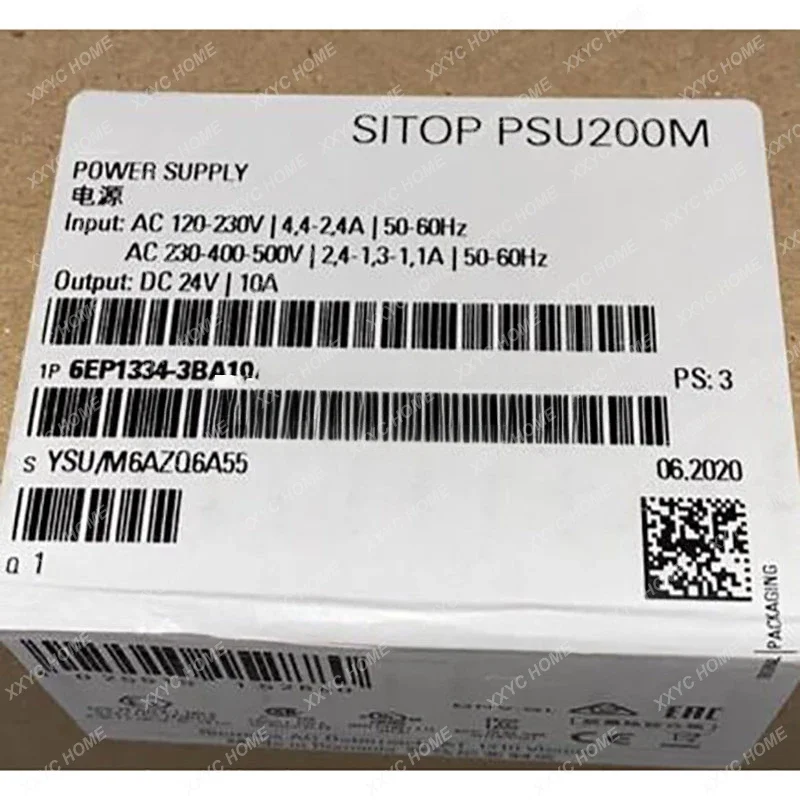 SITOP PSU200M
POWER SUPPLY
电源
Input: AC 120-230V | 4,4-2,4A | 50-60Hz
AC 230-400-500V | 2,4-1,3-1,1A | 50-60Hz
Output: DC 24V | 10A
1P 6EP1334-3BA10
PS: 3
S YSU/M6AZQ6A55
06.2020
Q 1
PACKAGING
EAC
CE
XXYC HOME